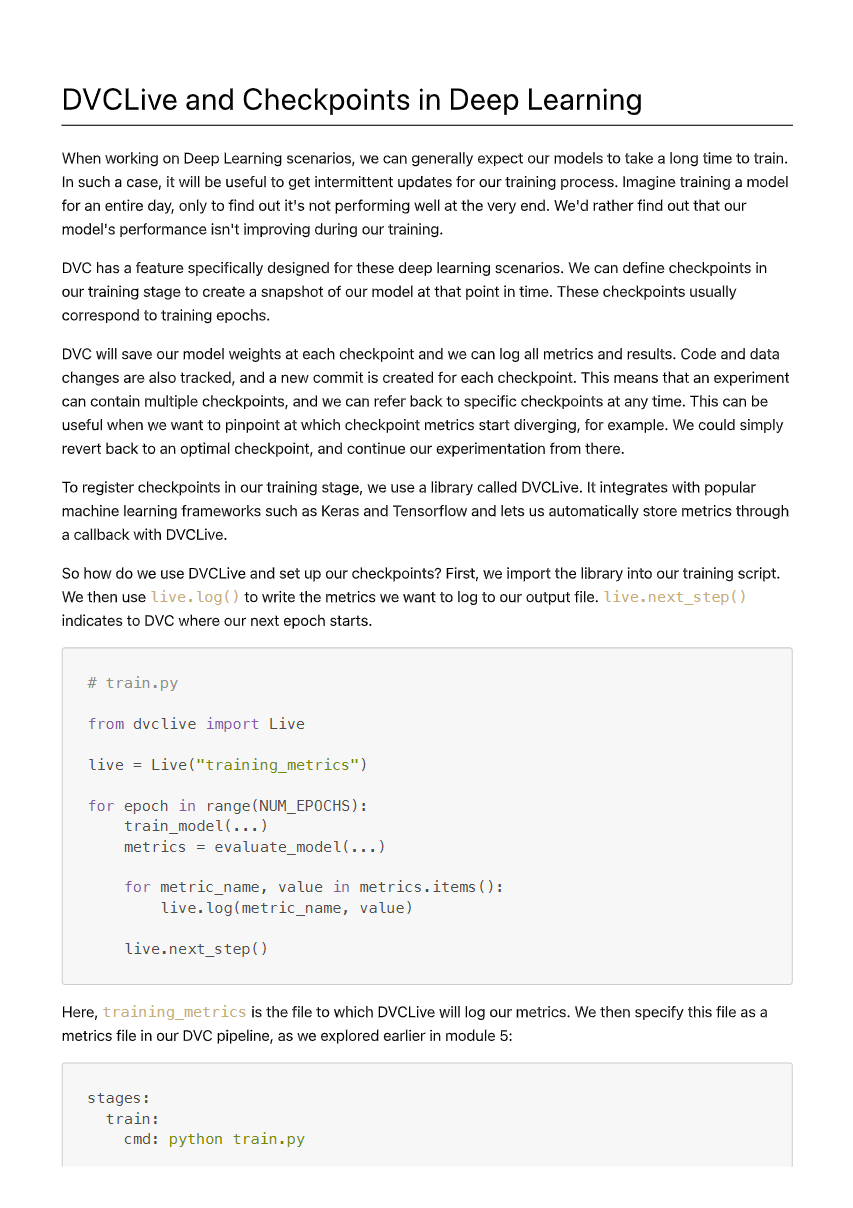 DVCLive and Checkpoints in Deep Learning
When working on Deep Learning scenarios, we can generally expect our models to take a long time to train.
In such a case, it will be useful to get intermittent updates for our training process. Imagine training a model
for an entire day, only to find out it's not performing well at the very end. We'd rather find out that our
model's performance isn't improving during our training.
DVC has a feature specifically designed for these deep learning scenarios. We can define checkpoints in
our training stage to create a snapshot of our model at that point in time. These checkpoints usually
correspond to training epochs.
DVC will save our model weights at each checkpoint and we can log all metrics and results. Code and data
changes are also tracked, and a new commit is created for each checkpoint. This means that an experiment
can contain multiple checkpoints, and we can refer back to specific checkpoints at any time. This can be
useful when we want to pinpoint at which checkpoint metrics start diverging, for example. We could simply
revert back to an optimal checkpoint, and continue our experimentation from there.
To register checkpoints in our training stage, we use a library called DVCLive. It integrates with popular
machine learning frameworks such as Keras and Tensorflow and lets us automatically store metrics through
a callback with DVCLive.
So how do we use DVCLive and set up our checkpoints? First, we import the library into our training script.
We then use live.log() to write the metrics we want to log to our output file. live.next_step()
indicates to DVC where our next epoch starts.
# train.py
from dvclive import Live
live = Live("training_metrics")
for epoch in range(NUM_EPOCHS):
    train_model(...)
    metrics = evaluate_model(...)
    for metric_name, value in metrics.items():
        live.log(metric_name, value)
    live.next_step()
Here, training_metrics is the file to which DVCLive will log our metrics. We then specify this file as a
metrics file in our DVC pipeline, as we explored earlier in module 5:
stages:
  train:
    cmd: python train.py